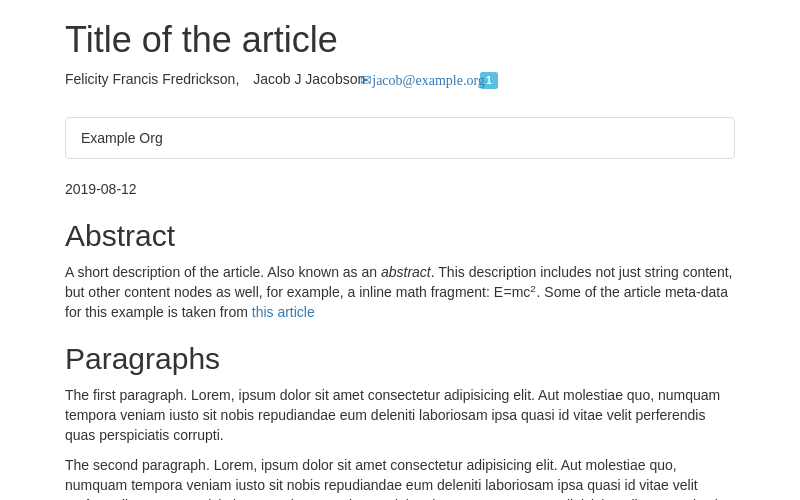 Title of the article
Felicity Francis Fredrickson, Jacob J Jacobson ✉jacob@example.org 1
Example Org
2019-08-12
Abstract
A short description of the article. Also known as an abstract. This description includes not just string content,
but other content nodes as well, for example, a inline math fragment: E=mc². Some of the article meta-data
for this example is taken from this article
Paragraphs
The first paragraph. Lorem, ipsum dolor sit amet consectetur adipisicing elit. Aut molestiae quo, numquam
tempora veniam iusto sit nobis repudiandae eum deleniti laboriosam ipsa quasi id vitae velit perferendis
quas perspiciatis corrupti.
The second paragraph. Lorem, ipsum dolor sit amet consectetur adipisicing elit. Aut molestiae quo,
numquam tempora veniam iusto sit nobis repudiandae eum deleniti laboriosam ipsa quasi id vitae velit